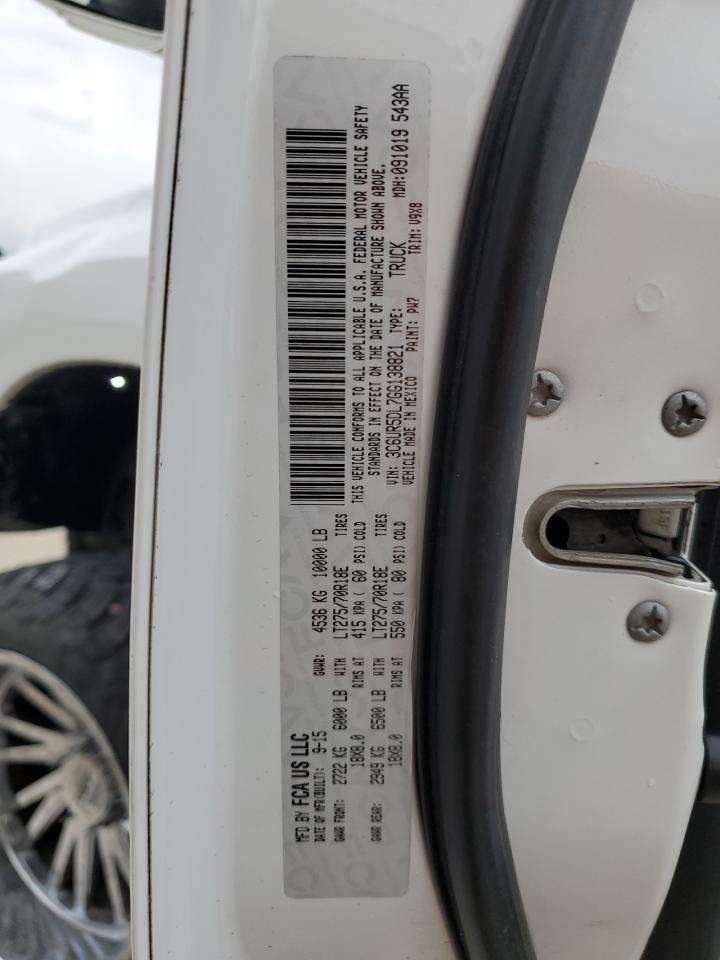 MFD BY FCA US LLC
DATE OF MFR(BUILT): 9-15 GVWR: 4536 KG 10000 LB
GAWR FRONT: 2722 KG 6000 LB WITH LT275/70R18E TIRES
18X8.0 RIMS AT 415 KPA ( 60 PSI) COLD
GAWR REAR: 2949 KG 6500 LB WITH LT275/70R18E TIRES
18X8.0 RIMS AT 550 KPA ( 80 PSI) COLD
THIS VEHICLE CONFORMS TO ALL APPLICABLE U.S.A. FEDERAL MOTOR VEHICLE SAFETY
STANDARDS IN EFFECT ON THE DATE OF MANUFACTURE SHOWN ABOVE.
VIN: 3C6UR5DL7GG138821 TYPE: TRUCK MDH:091019 543AA
VEHICLE MADE IN MEXICO PAINT: PW7 TRIM: V9X8